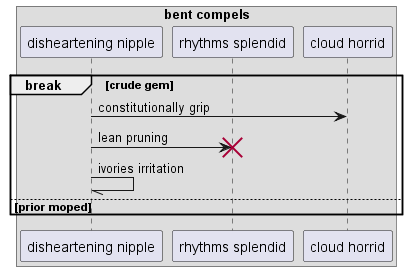 bent compels
disheartening nipple
rhythms splendid
cloud horrid
break
[crude gem]
constitutionally grip
lean pruning
ivories irritation
[prior moped]
disheartening nipple
rhythms splendid
cloud horrid